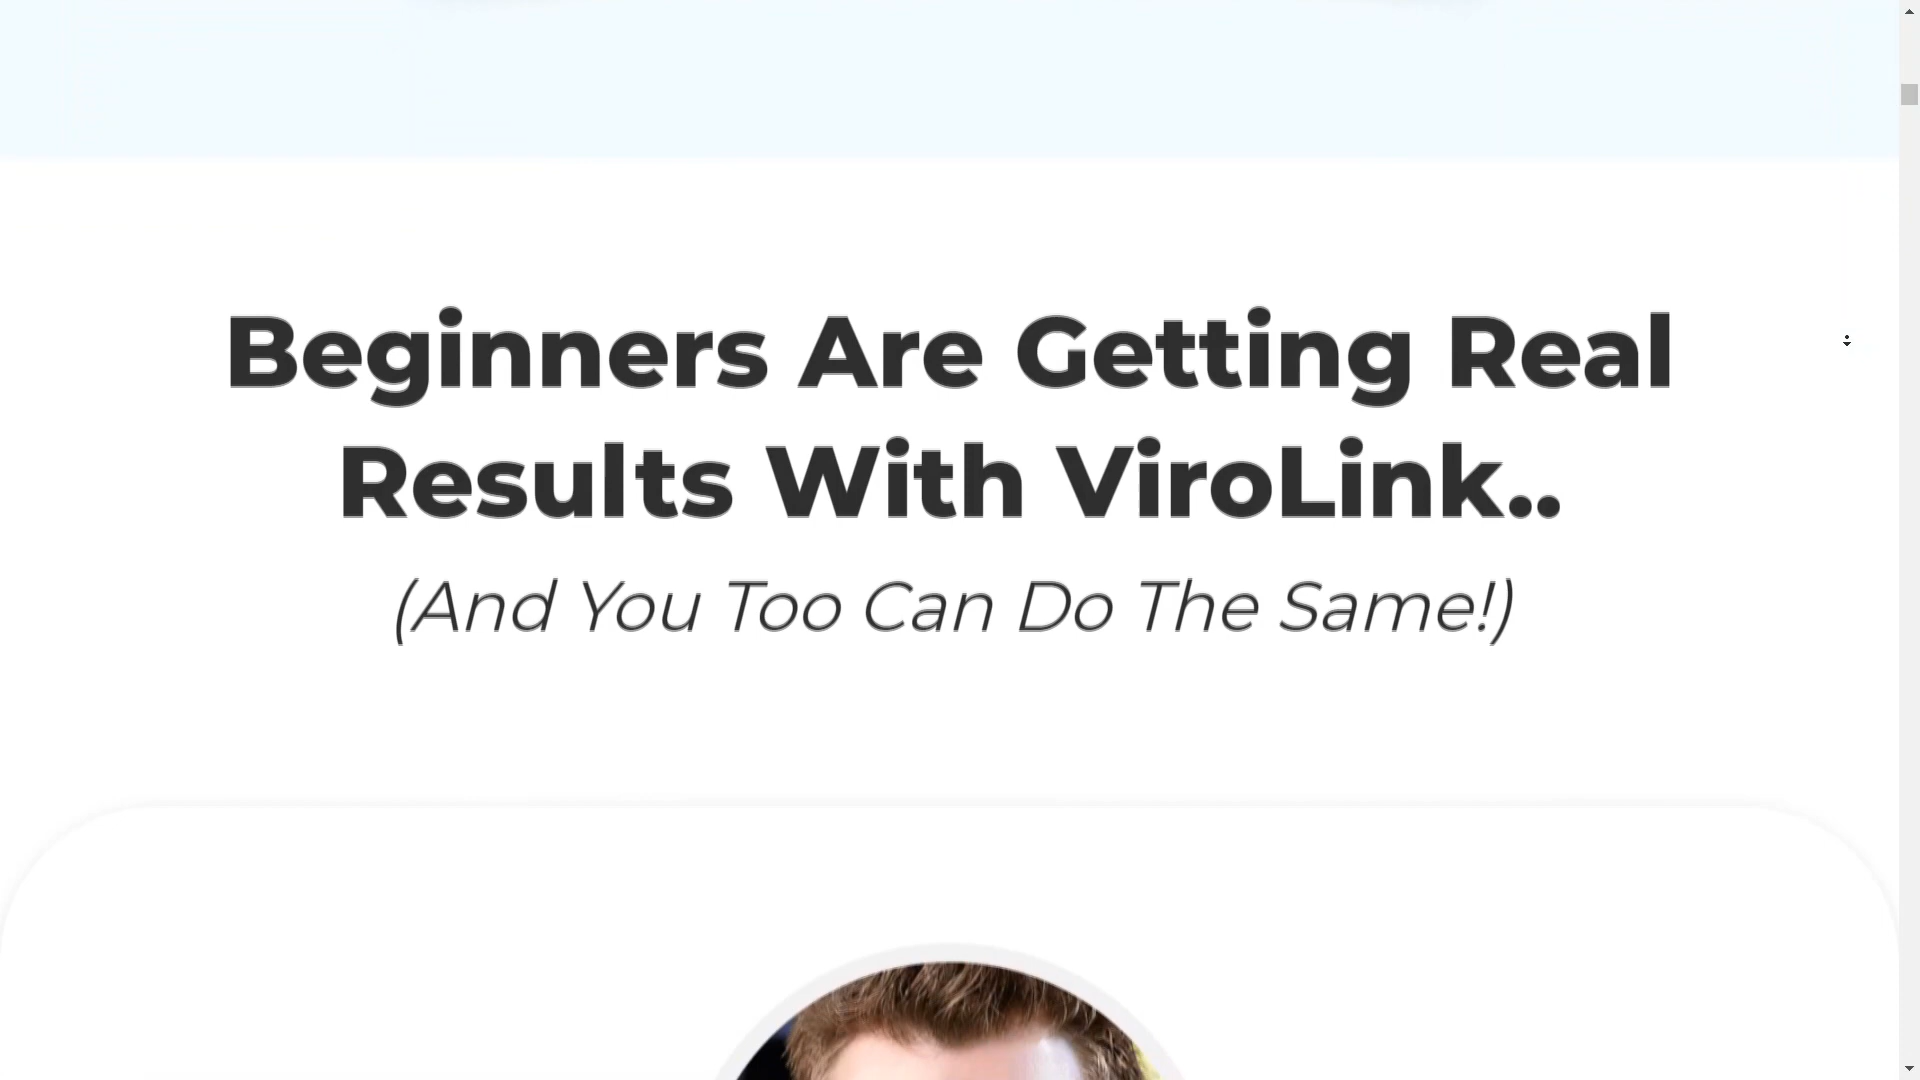 Beginners Are Getting Real
Results With ViroLink..
(And You Too Can Do The Same!)